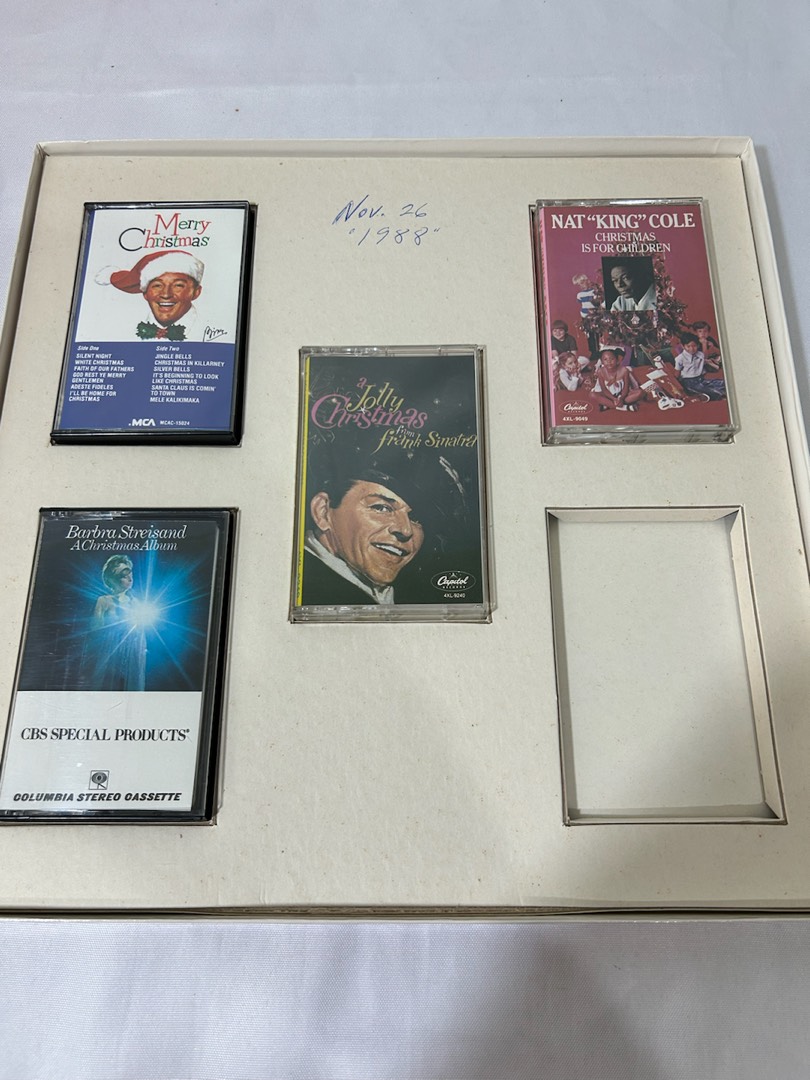 Nov. 26
"1988"
Merry
Christmas
Bing
Side One
SILENT NIGHT
WHITE CHRISTMAS
FAITH OF OUR FATHERS
GOD REST YE MERRY
GENTLEMEN
ADESTE FIDELES
I'LL BE HOME FOR
CHRISTMAS
Side Two
JINGLE BELLS
CHRISTMAS IN KILLARNEY
SILVER BELLS
IT'S BEGINNING TO LOOK
LIKE CHRISTMAS
SANTA CLAUS IS COMIN'
TO TOWN
MELE KALIKIMAKA
.MCA MCAC-15024
NAT "KING" COLE
CHRISTMAS
IS FOR CHILDREN
Capitol
4XL-9649
a Jolly
Christmas
from
frank Sinatra
Capitol
RECORDS
4XL-9240
Barbra Streisand
A Christmas Album
CBS SPECIAL PRODUCTS
COLUMBIA STEREO CASSETTE